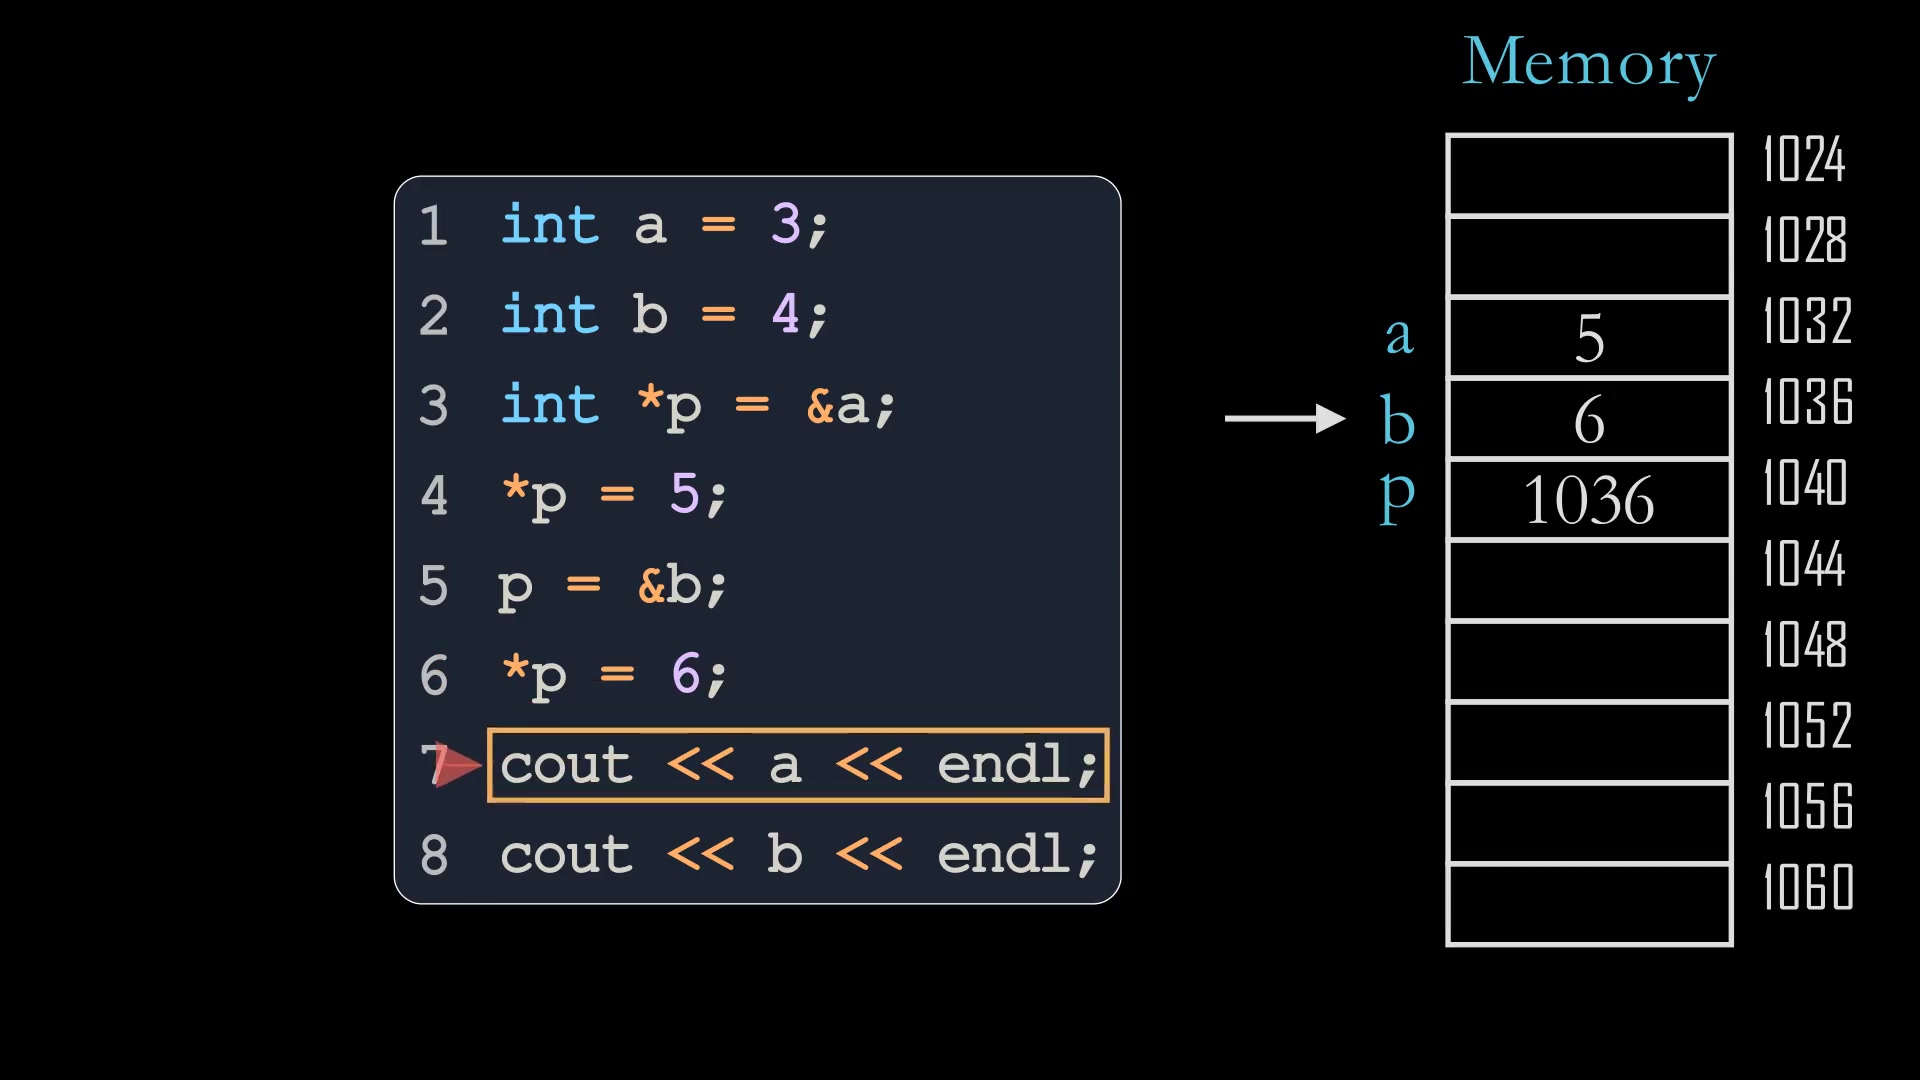 Memory
1 int a = 3;
2 int b = 4;
3 int *p = &a;
4 *p = 5;
5 p = &b;
6 *p = 6;
7 cout << a << endl;
8 cout << b << endl;
1024
1028
a 5 1032
b 6 1036
p 1036 1040
1044
1048
1052
1056
1060